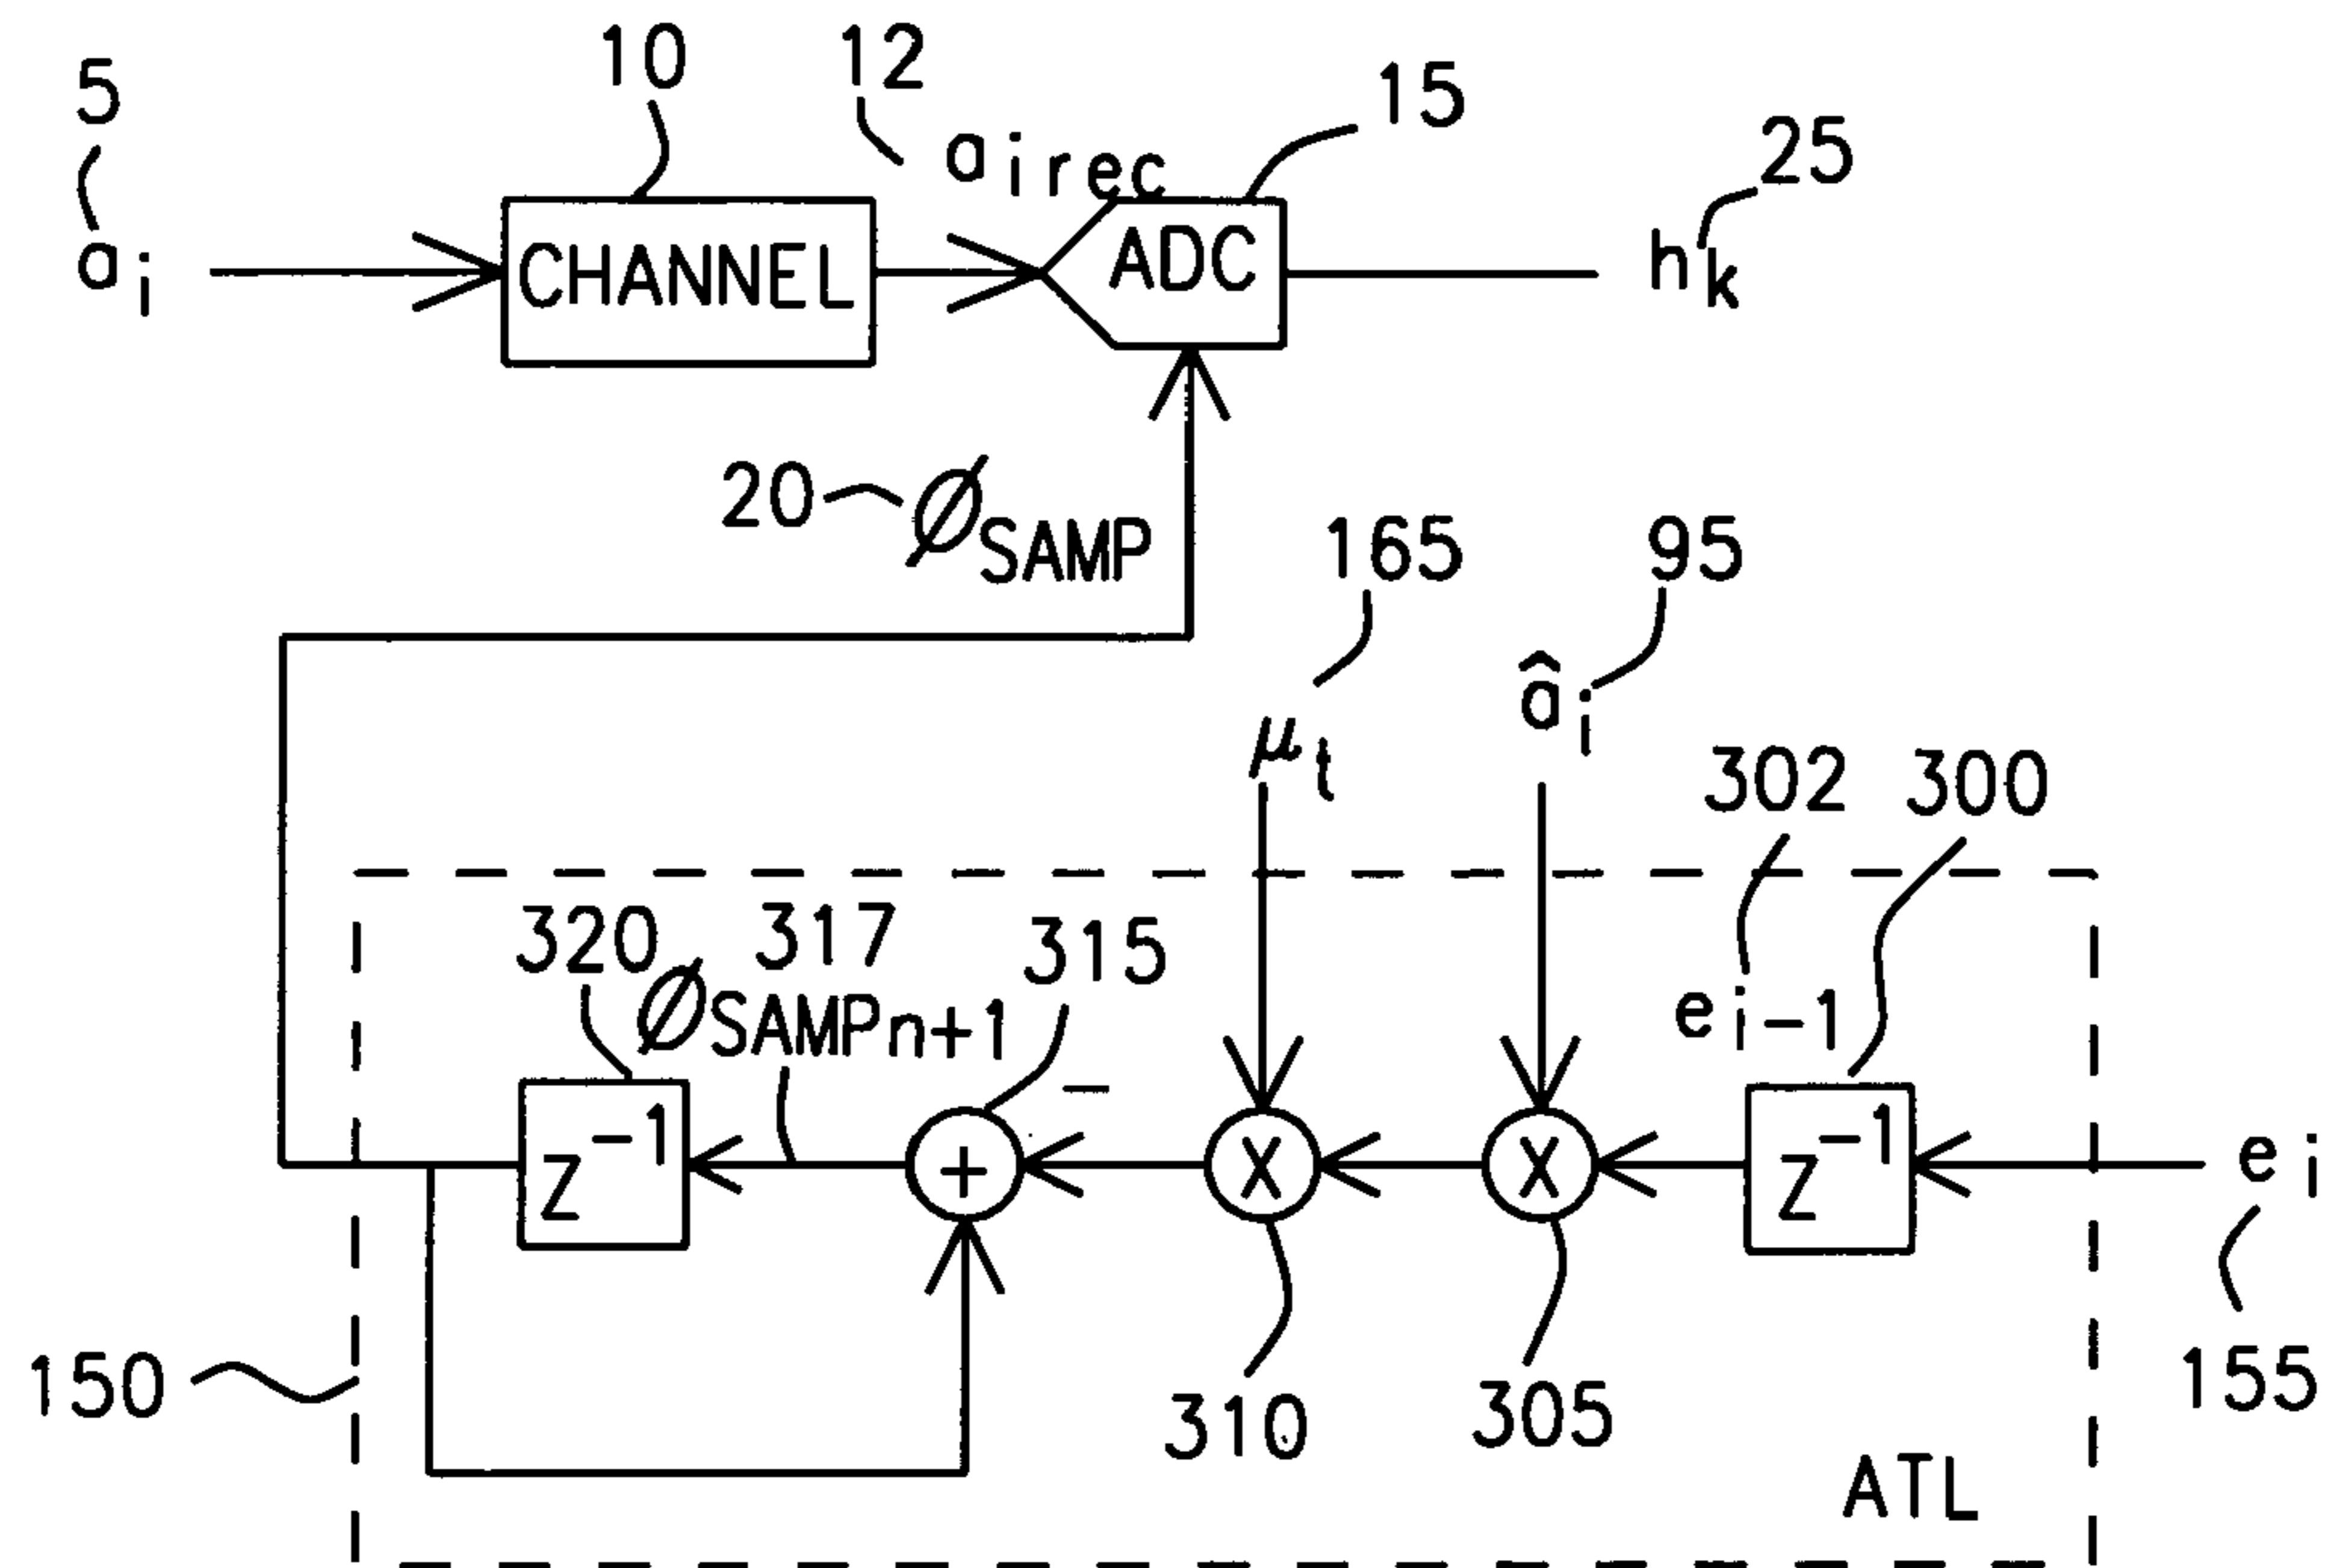 5
10
12
15
25
a_i
CHANNEL
a_irec
ADC
h_k
20
Ø_SAMP
165
95
μ_t
â_i
302
300
320
317
315
Ø_SAMPn+1
e_i-1
Z^-1
+
−
X
X
Z^-1
e_i
150
310
305
155
ATL